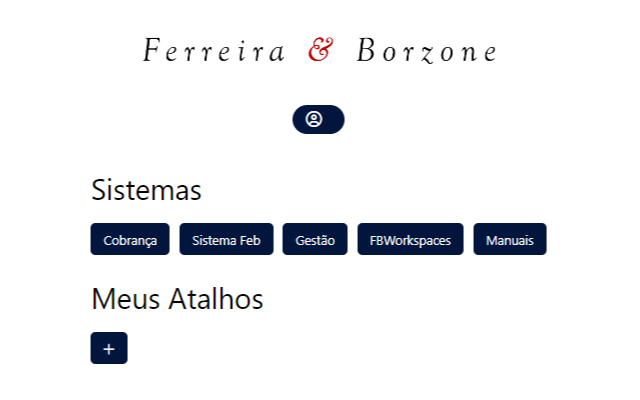 Ferreira & Borzone
Sistemas
Cobrança Sistema Feb Gestão FBWorkspaces Manuais
Meus Atalhos
+